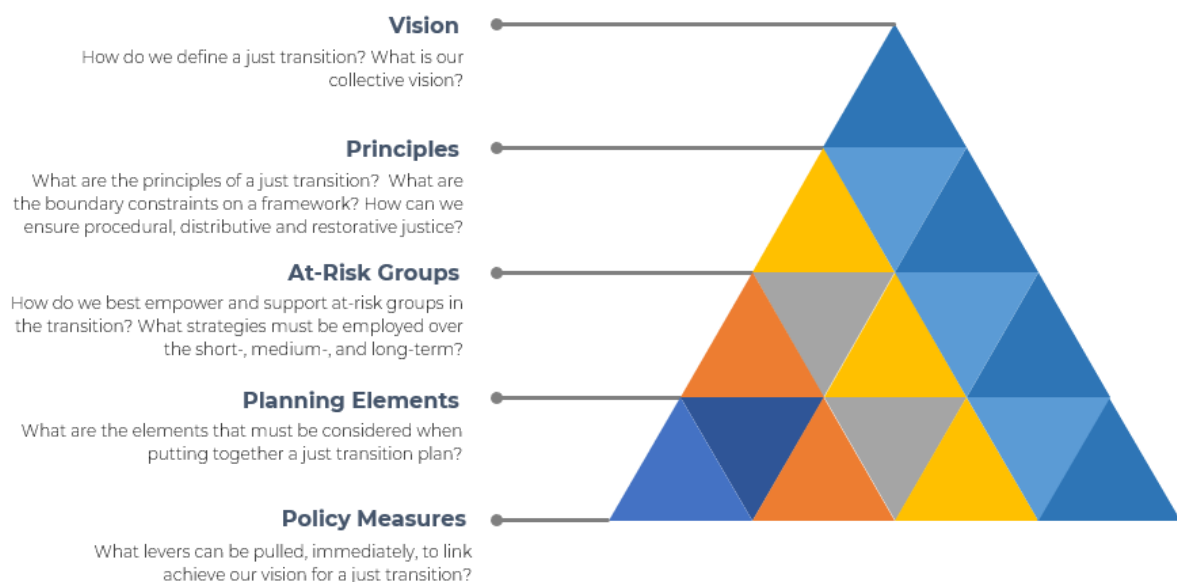 Vision
How do we define a just transition? What is our
collective vision?
Principles
What are the principles of a just transition? What are
the boundary constraints on a framework? How can we
ensure procedural, distributive and restorative justice?
At-Risk Groups
How do we best empower and support at-risk groups in
the transition? What strategies must be employed over
the short-, medium-, and long-term?
Planning Elements
What are the elements that must be considered when
putting together a just transition plan?
Policy Measures
What levers can be pulled, immediately, to link
achieve our vision for a just transition?